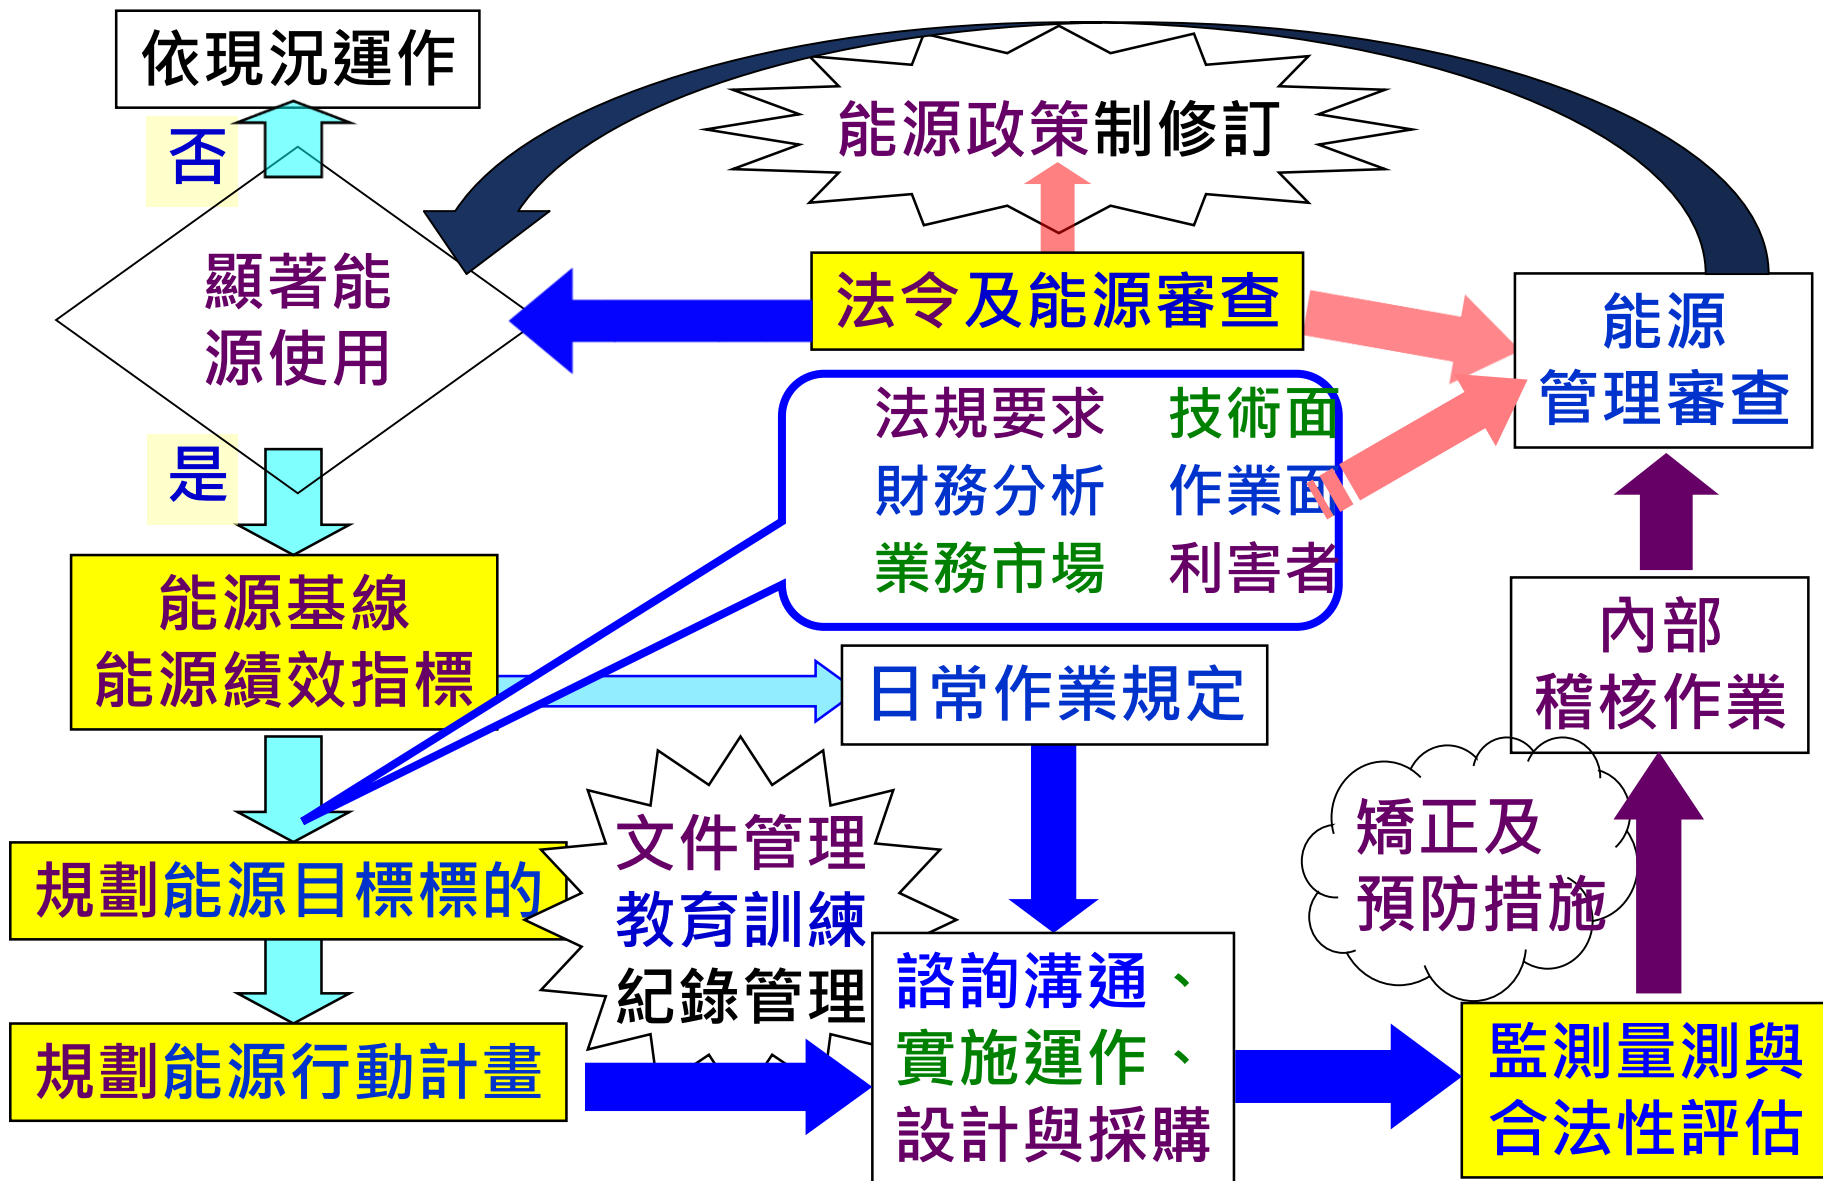 依現況運作
否
能源政策制修訂
顯著能
源使用
法令及能源審查
能源
管理審查
法規要求 技術面
財務分析 作業面
業務市場 利害者
是
能源基線
能源績效指標
日常作業規定
內部
稽核作業
規劃能源目標標的
文件管理
教育訓練
紀錄管理
矯正及
預防措施
規劃能源行動計畫
諮詢溝通、
實施運作、
設計與採購
監測量測與
合法性評估